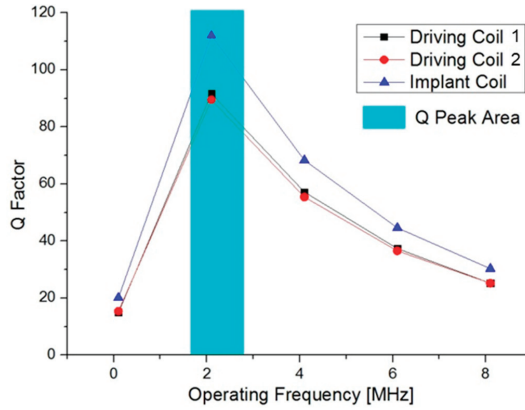 140
120
100
80
60
40
20
0
Q Factor
Driving Coil 1
Driving Coil 2
Implant Coil
Q Peak Area
0 2 4 6 8
Operating Frequency [MHz]